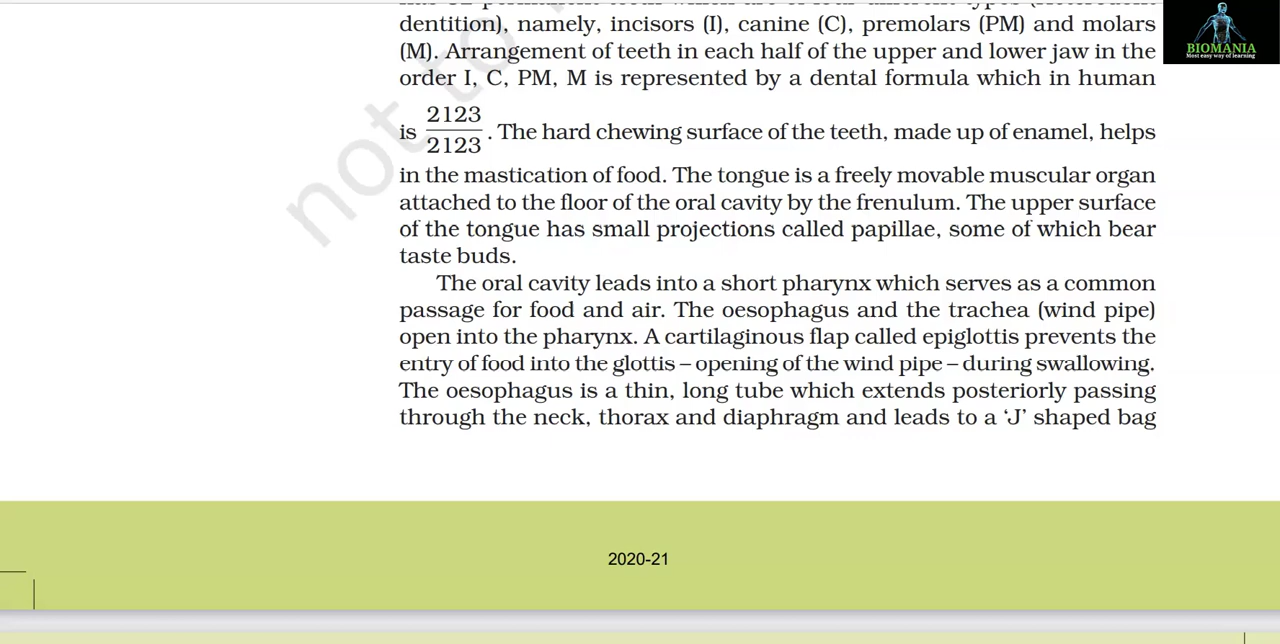 dentition), namely, incisors (I), canine (C), premolars (PM) and molars
(M). Arrangement of teeth in each half of the upper and lower jaw in the
order I, C, PM, M is represented by a dental formula which in human
is 2123/2123. The hard chewing surface of the teeth, made up of enamel, helps
in the mastication of food. The tongue is a freely movable muscular organ
attached to the floor of the oral cavity by the frenulum. The upper surface
of the tongue has small projections called papillae, some of which bear
taste buds.
The oral cavity leads into a short pharynx which serves as a common
passage for food and air. The oesophagus and the trachea (wind pipe)
open into the pharynx. A cartilaginous flap called epiglottis prevents the
entry of food into the glottis – opening of the wind pipe – during swallowing.
The oesophagus is a thin, long tube which extends posteriorly passing
through the neck, thorax and diaphragm and leads to a ‘J’ shaped bag
2020-21
not to
BIOMANIA
Most easy way of learning